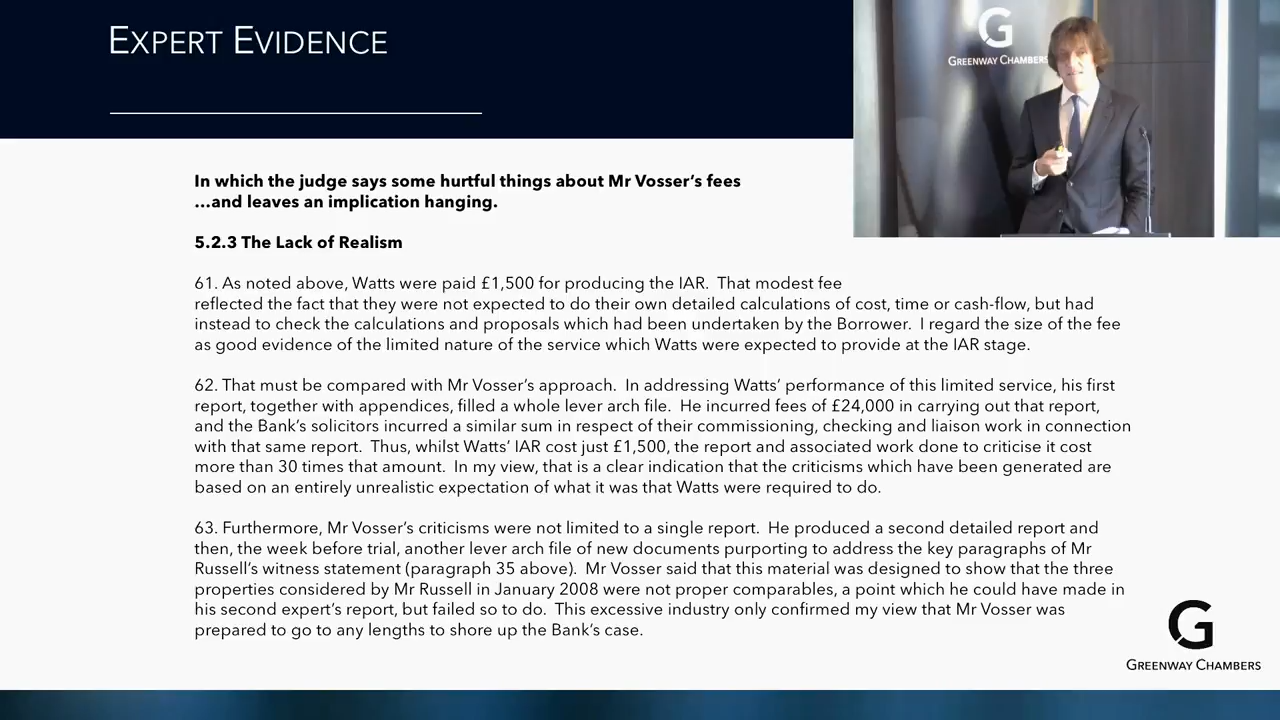 EXPERT EVIDENCE
G
GREENWAY CHAMBERS
In which the judge says some hurtful things about Mr Vosser's fees
…and leaves an implication hanging.
5.2.3 The Lack of Realism
61. As noted above, Watts were paid £1,500 for producing the IAR.  That modest fee
reflected the fact that they were not expected to do their own detailed calculations of cost, time or cash-flow, but had
instead to check the calculations and proposals which had been undertaken by the Borrower.  I regard the size of the fee
as good evidence of the limited nature of the service which Watts were expected to provide at the IAR stage.
62. That must be compared with Mr Vosser's approach.  In addressing Watts' performance of this limited service, his first
report, together with appendices, filled a whole lever arch file.  He incurred fees of £24,000 in carrying out that report,
and the Bank's solicitors incurred a similar sum in respect of their commissioning, checking and liaison work in connection
with that same report.  Thus, whilst Watts' IAR cost just £1,500, the report and associated work done to criticise it cost
more than 30 times that amount.  In my view, that is a clear indication that the criticisms which have been generated are
based on an entirely unrealistic expectation of what it was that Watts were required to do.
63. Furthermore, Mr Vosser's criticisms were not limited to a single report.  He produced a second detailed report and
then, the week before trial, another lever arch file of new documents purporting to address the key paragraphs of Mr
Russell's witness statement (paragraph 35 above).  Mr Vosser said that this material was designed to show that the three
properties considered by Mr Russell in January 2008 were not proper comparables, a point which he could have made in
his second expert's report, but failed so to do.  This excessive industry only confirmed my view that Mr Vosser was
prepared to go to any lengths to shore up the Bank's case.
G
GREENWAY CHAMBERS